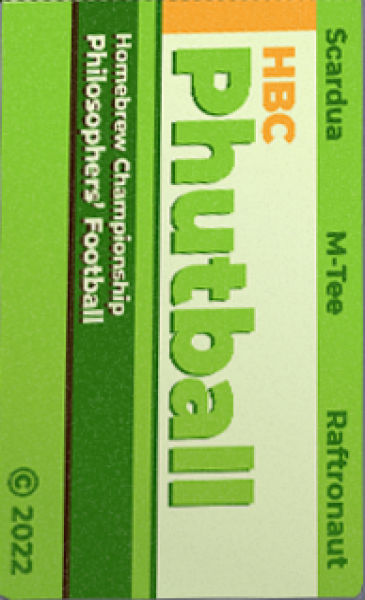 Scardua M-Tee Raftronaut
HBC
Phutball
Homebrew Championship
Philosophers' Football
© 2022